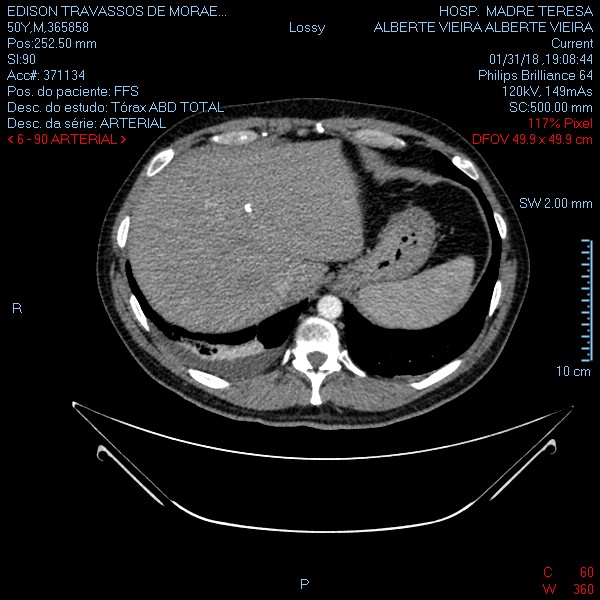 EDISON TRAVASSOS DE MORAE...
50Y,M,365858
Pos:252.50 mm
SI:90
Acc#: 371134
Pos. do paciente: FFS
Desc. do estudo: Tórax ABD TOTAL
Desc. da série: ARTERIAL
< 6 - 90 ARTERIAL >
Lossy
HOSP. MADRE TERESA
ALBERTE VIEIRA ALBERTE VIEIRA
Current
01/31/18 ,19:08:44
Philips Brilliance 64
120kV, 149mAs
SC:500.00 mm
117% Pixel
DFOV 49.9 x 49.9 cm
SW 2.00 mm
R
10 cm
P
C 60
W 360